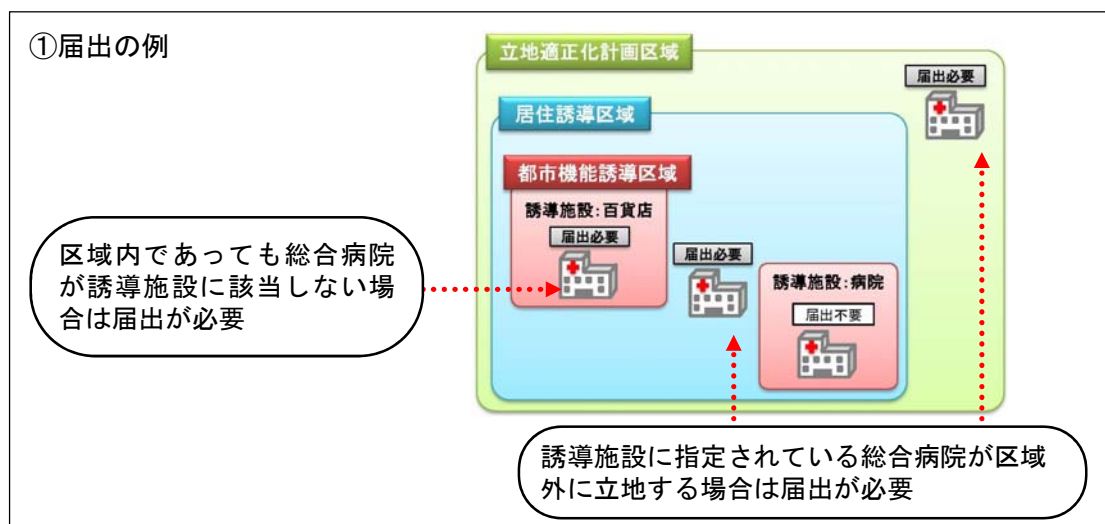 ①届出の例
立地適正化計画区域
届出必要
居住誘導区域
都市機能誘導区域
誘導施設:百貨店
届出必要
届出必要
誘導施設:病院
届出不要
区域内であっても総合病院
が誘導施設に該当しない場
合は届出が必要
誘導施設に指定されている総合病院が区域
外に立地する場合は届出が必要